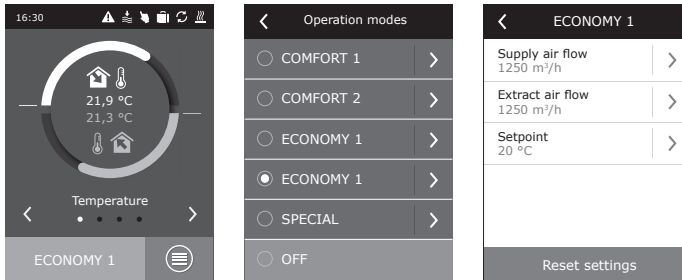 16:30
21,9 °C
21,3 °C
Temperature
ECONOMY 1
Operation modes
COMFORT 1
COMFORT 2
ECONOMY 1
ECONOMY 1
SPECIAL
OFF
ECONOMY 1
Supply air flow
1250 m³/h
Extract air flow
1250 m³/h
Setpoint
20 °C
Reset settings